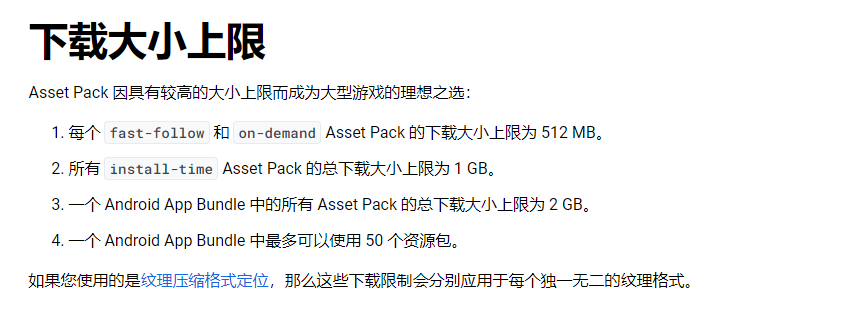 下载大小上限
Asset Pack 因具有较高的大小上限而成为大型游戏的理想之选：
1. 每个 fast-follow 和 on-demand Asset Pack 的下载大小上限为 512 MB。
2. 所有 install-time Asset Pack 的总下载大小上限为 1 GB。
3. 一个 Android App Bundle 中的所有 Asset Pack 的总下载大小上限为 2 GB。
4. 一个 Android App Bundle 中最多可以使用 50 个资源包。
如果您使用的是纹理压缩格式定位，那么这些下载限制会分别应用于每个独一无二的纹理格式。